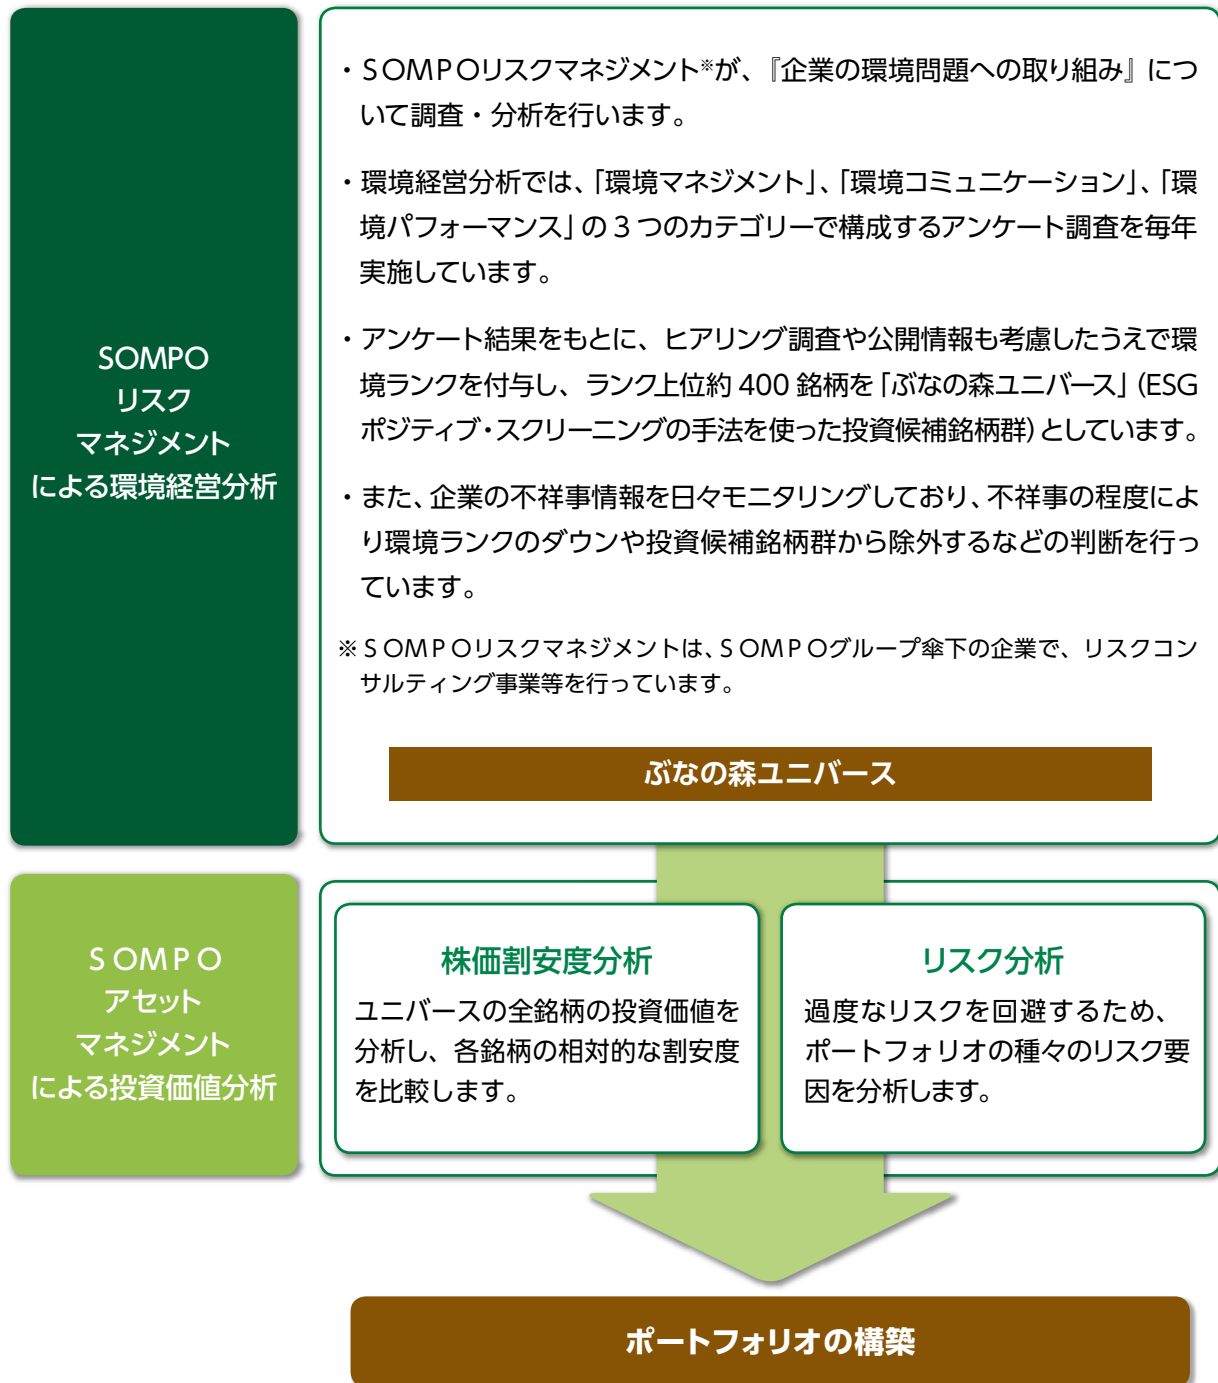 SOMPO
リスク
マネジメント
による環境経営分析
・SOMPOリスクマネジメント※が、『企業の環境問題への取り組み』につ
いて調査・分析を行います。
・環境経営分析では、「環境マネジメント」、「環境コミュニケーション」、「環
境パフォーマンス」の3つのカテゴリーで構成するアンケート調査を毎年
実施しています。
・アンケート結果をもとに、ヒアリング調査や公開情報も考慮したうえで環
境ランクを付与し、ランク上位約400銘柄を「ぶなの森ユニバース」(ESG
ポジティブ・スクリーニングの手法を使った投資候補銘柄群)としています。
・また、企業の不祥事情報を日々モニタリングしており、不祥事の程度によ
り環境ランクのダウンや投資候補銘柄群から除外するなどの判断を行っ
ています。
※SOMPOリスクマネジメントは、SOMPOグループ傘下の企業で、リスクコン
サルティング事業等を行っています。
ぶなの森ユニバース
SOMPO
アセット
マネジメント
による投資価値分析
株価割安度分析
ユニバースの全銘柄の投資価値を
分析し、各銘柄の相対的な割安度
を比較します。
リスク分析
過度なリスクを回避するため、
ポートフォリオの種々のリスク要
因を分析します。
ポートフォリオの構築